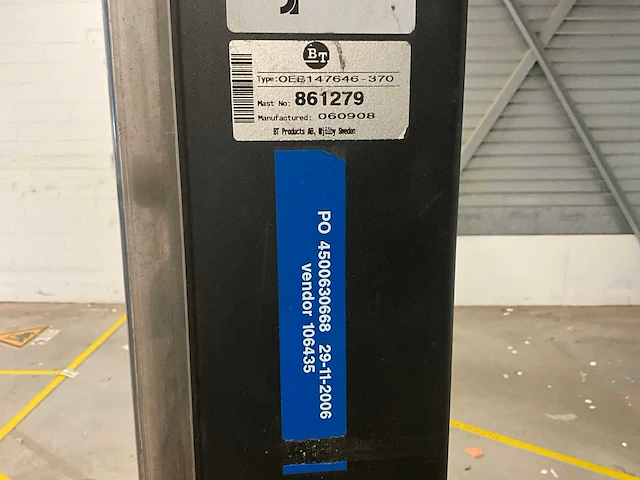 BT
Type: OEB147646-370
Mast No: 861279
Manufactured: 060908
BT Products AB, Mjölby Sweden
PO 4500630668 29-11-2006
vendor 106435